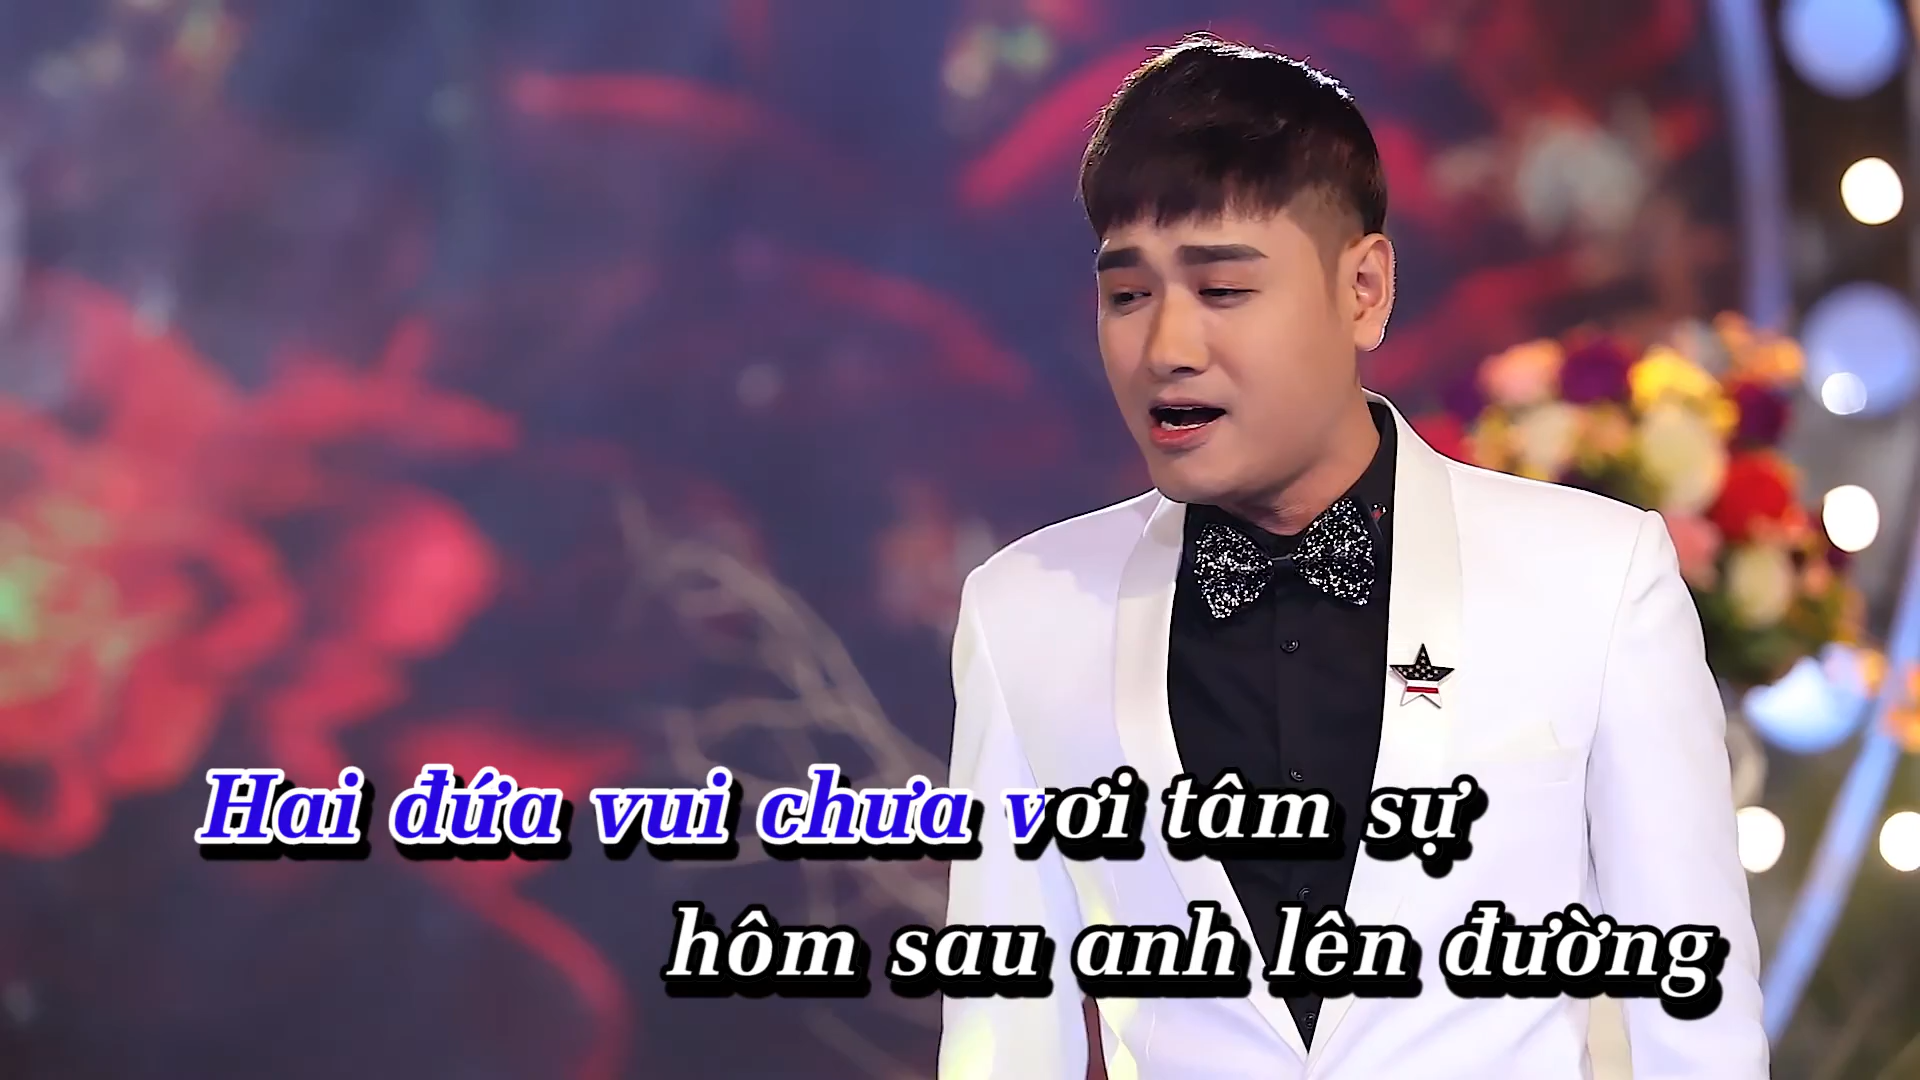 Hai đứa vui chưa vơi tâm sự
hôm sau anh lên đường